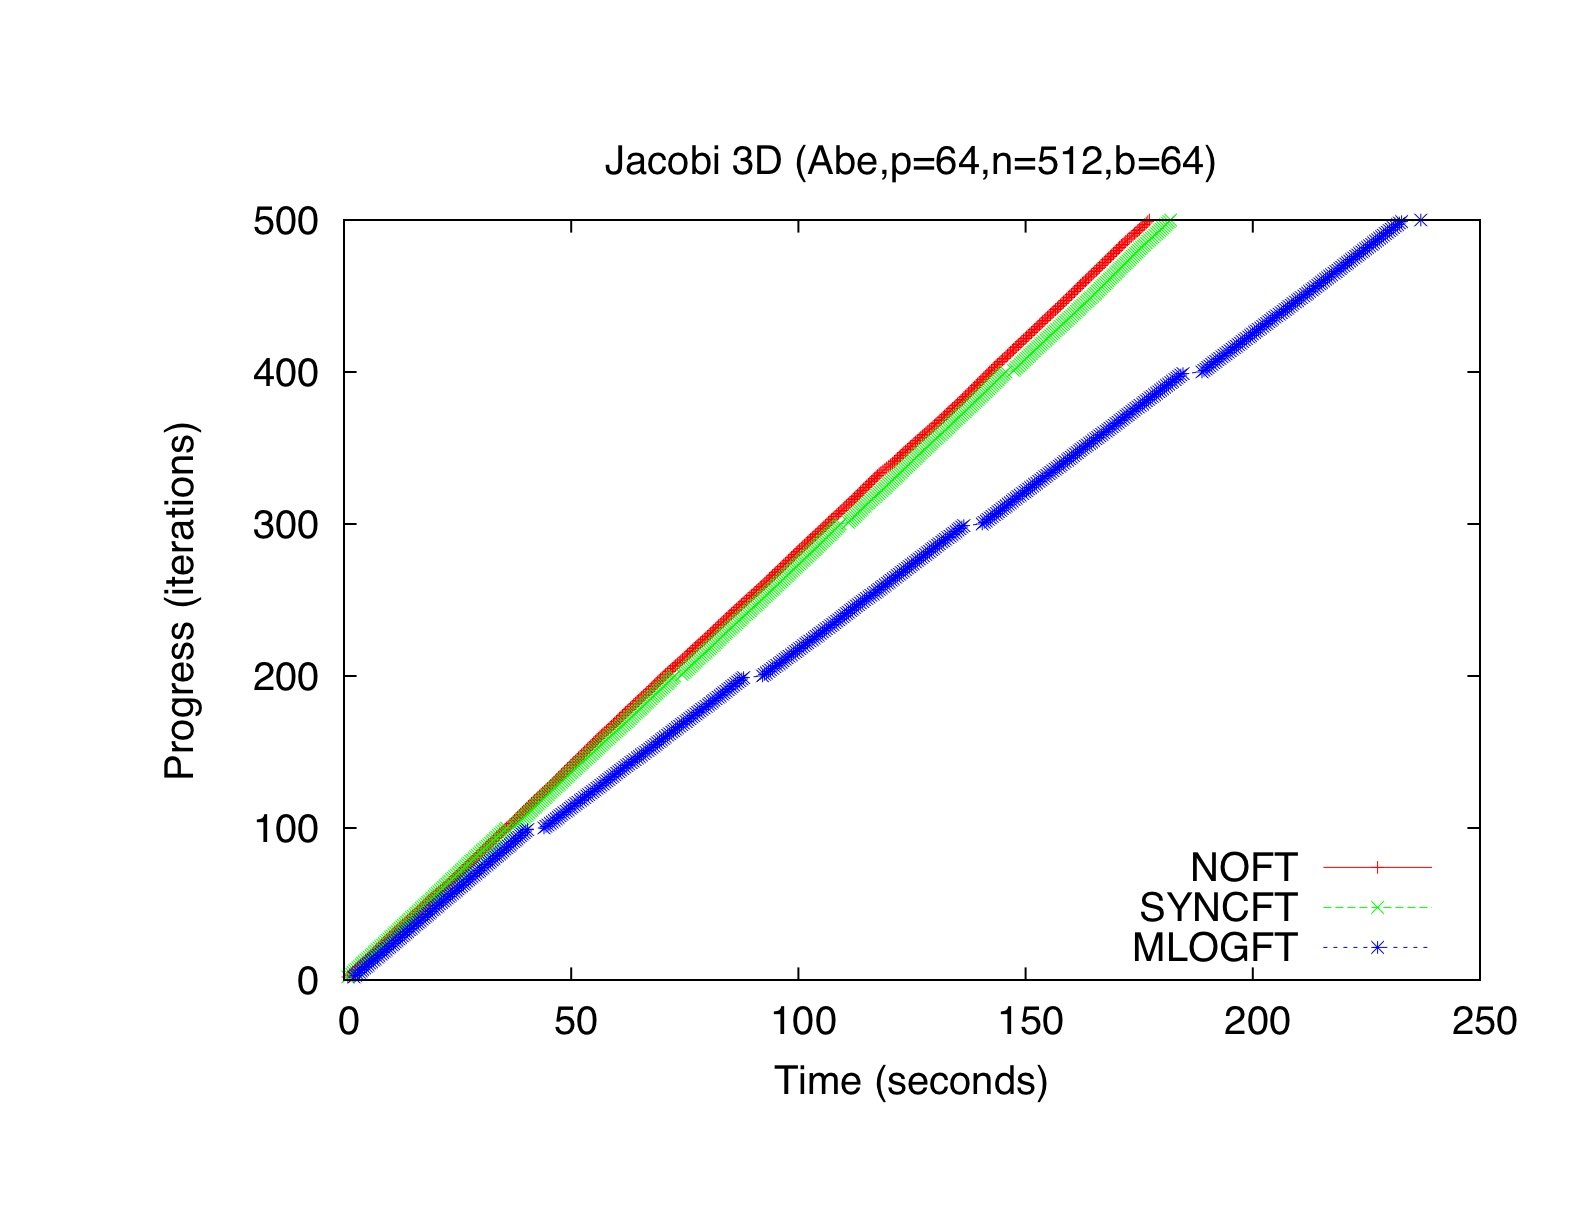 Jacobi 3D (Abe,p=64,n=512,b=64)
500
400
300
200
100
0
Progress (iterations)
NOFT
SYNCFT
MLOGFT
0 50 100 150 200 250
Time (seconds)